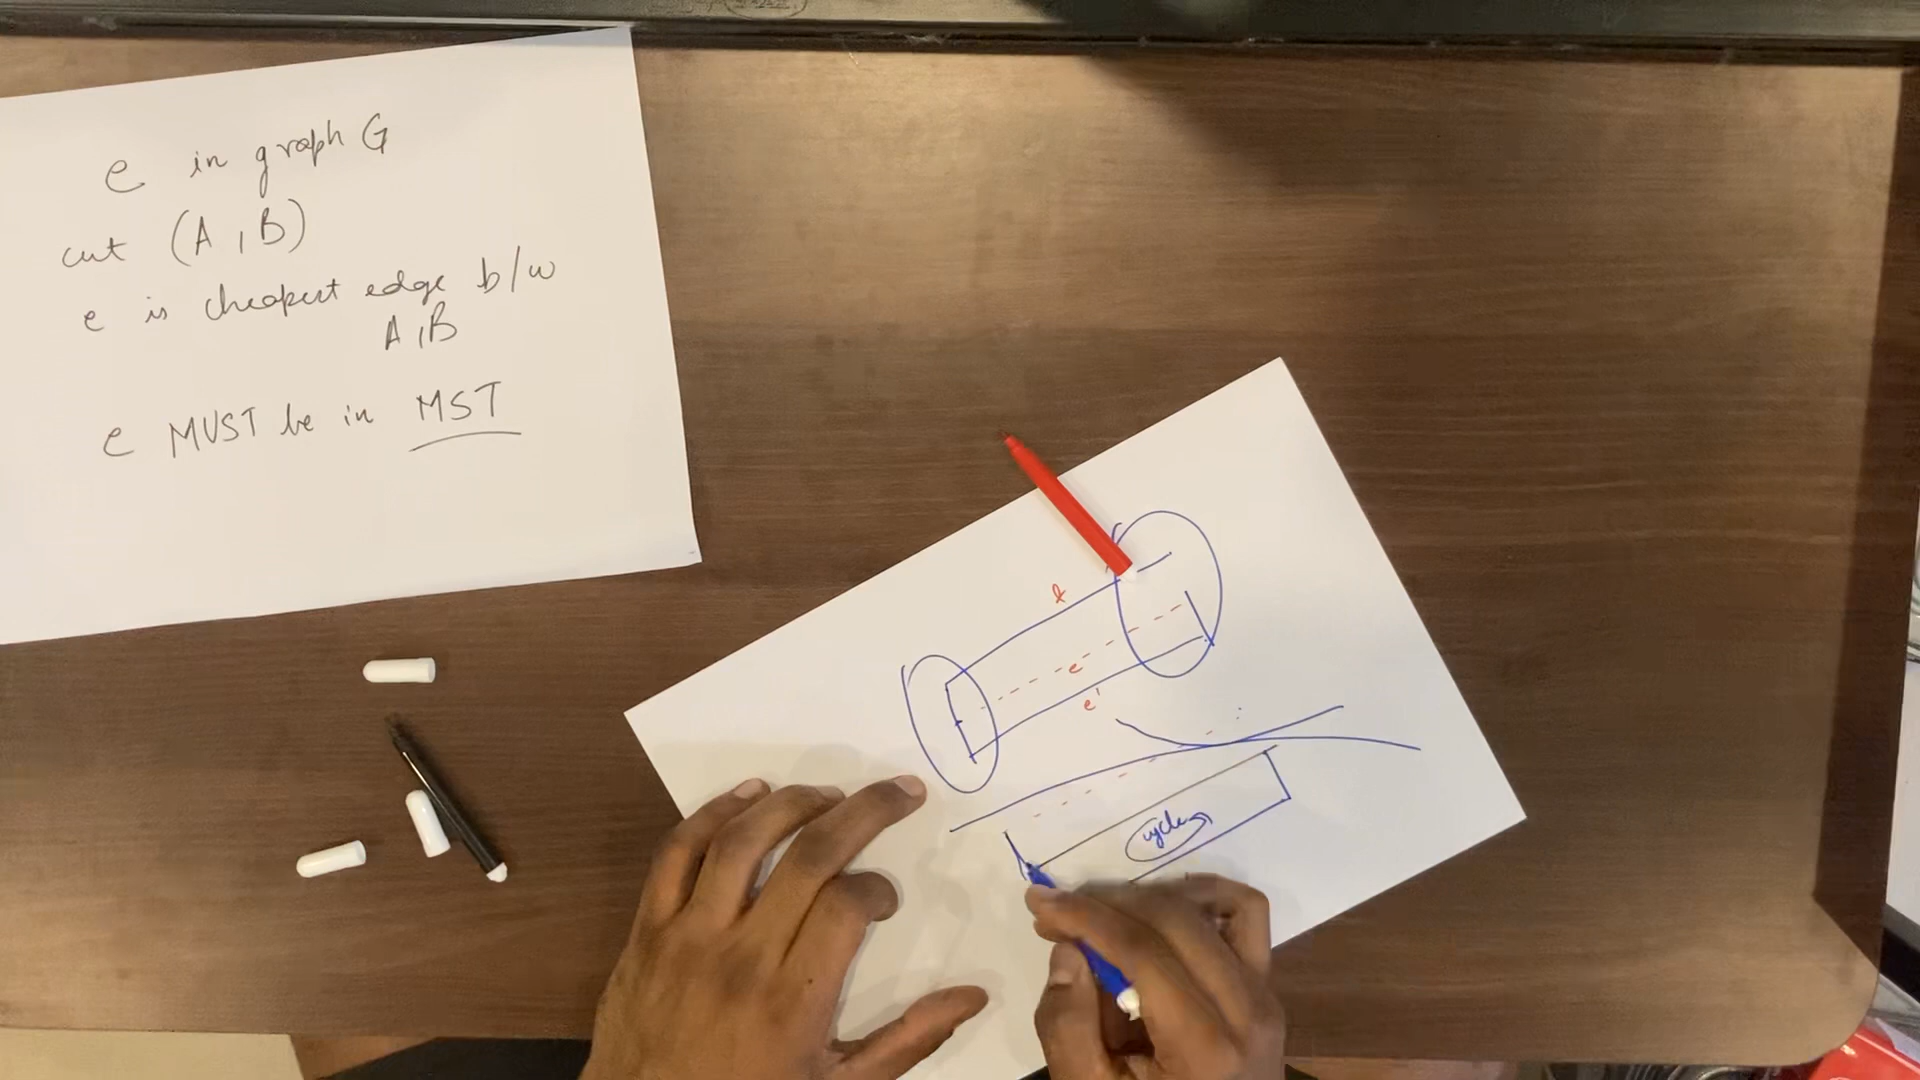 e in graph G
cut (A, B)
e is cheapest edge b/w
A, B
e MUST be in MST
e
e'
cycle